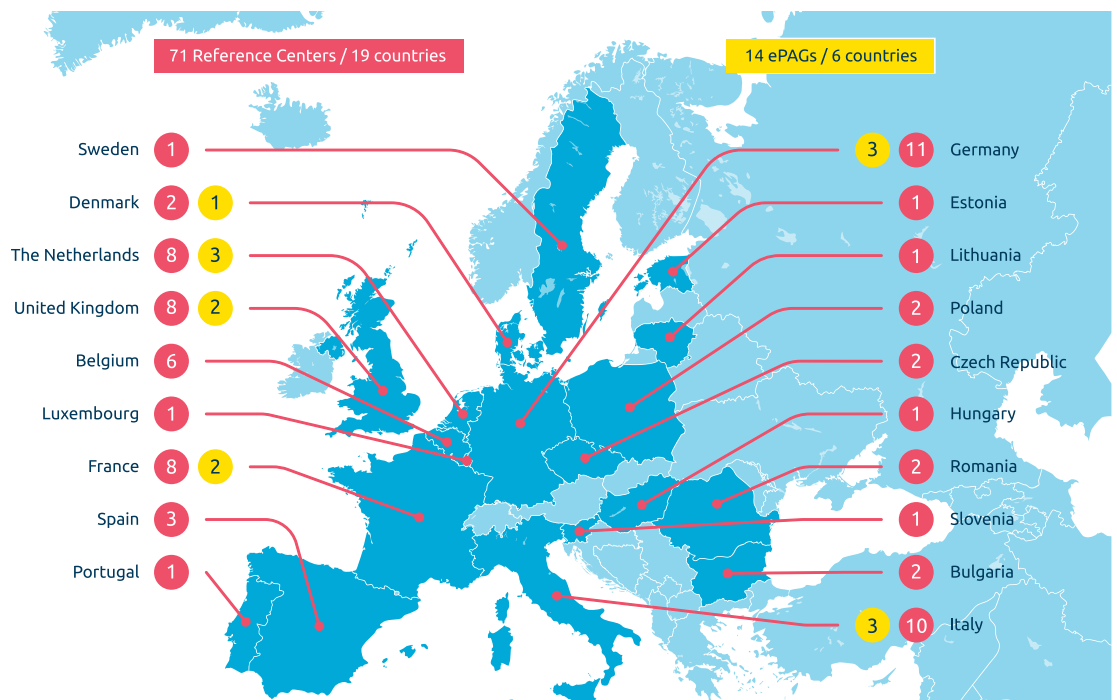 71 Reference Centers / 19 countries
14 ePAGs / 6 countries
Sweden 1
Denmark 2 1
The Netherlands 8 3
United Kingdom 8 2
Belgium 6
Luxembourg 1
France 8 2
Spain 3
Portugal 1
3 11 Germany
1 Estonia
1 Lithuania
2 Poland
2 Czech Republic
1 Hungary
2 Romania
1 Slovenia
2 Bulgaria
3 10 Italy